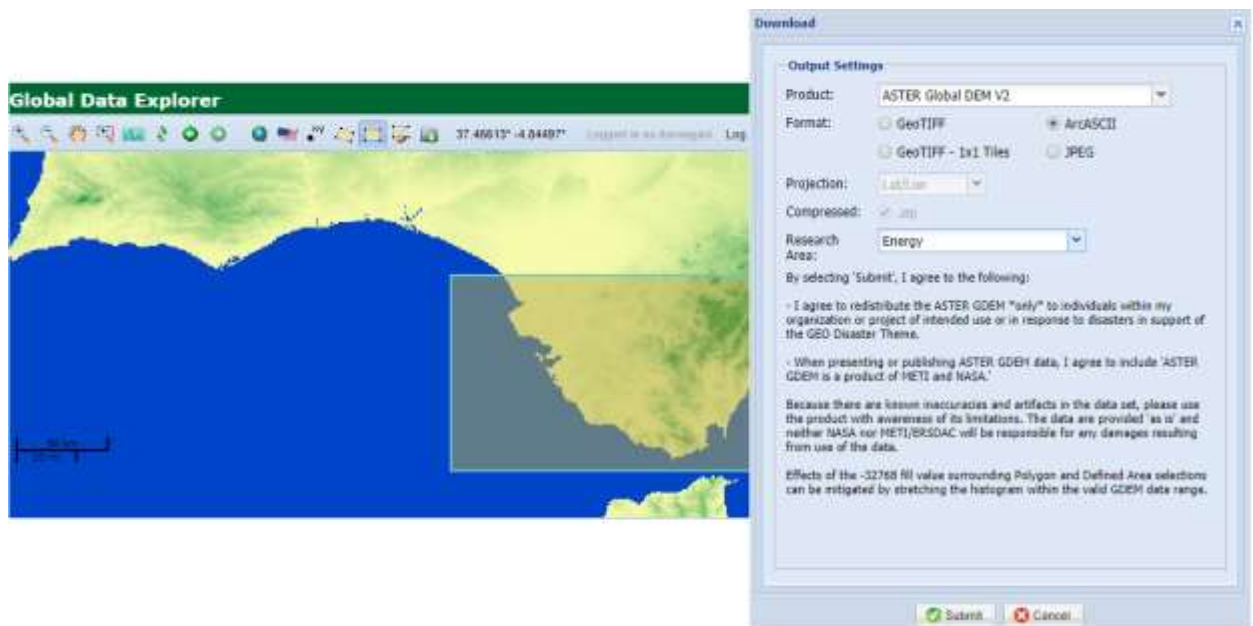 Download
Output Settings
Global Data Explorer
Product: ASTER Global DEM V2
Format: GeoTIFF ArcASCII
GeoTIFF - 1x1 Tiles JPEG
37.46613° -4.84497° Logged in as Log
Projection: Lat/Lon
Compressed: .zip
Research Area: Energy
By selecting 'Submit', I agree to the following:
- I agree to redistribute the ASTER GDEM *only* to individuals within my
organization or project of intended use or in response to disasters in support of
the GEO Disaster Theme.
- When presenting or publishing ASTER GDEM data, I agree to include 'ASTER
GDEM is a product of METI and NASA.'
Because there are known inaccuracies and artifacts in the data set, please use
the product with awareness of its limitations. The data are provided 'as is' and
neither NASA nor METI/ERSDAC will be responsible for any damages resulting
from use of the data.
Effects of the -32768 fill value surrounding Polygon and Defined Area selections
can be mitigated by stretching the histogram within the valid GDEM data range.
Submit Cancel